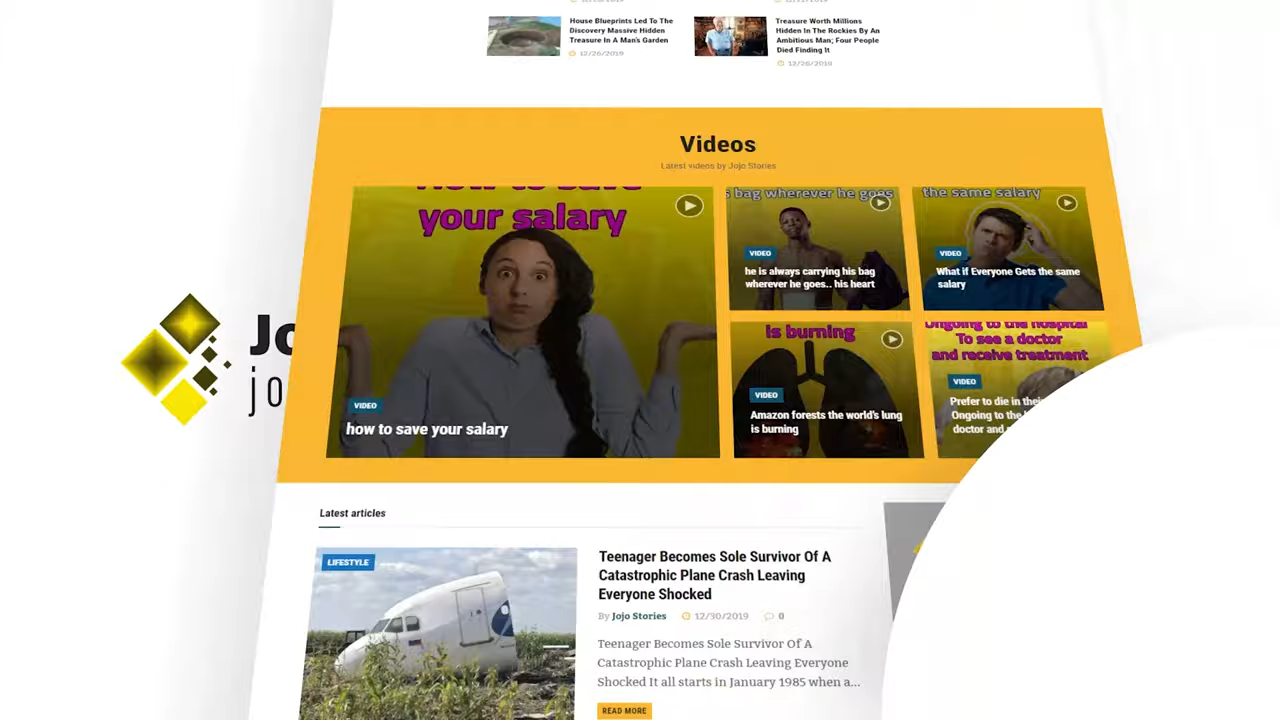 House Blueprints Led To The
Discovery Massive Hidden
Treasure In A Man's Garden
12/26/2019
Treasure Worth Millions
Hidden In The Rockies By An
Ambitious Man; Four People
Died Finding It
12/26/2019
Videos
Latest videos by Jojo Stories
your salary
VIDEO
how to save your salary
bag wherever he goes
VIDEO
he is always carrying his bag
wherever he goes.. his heart
the same salary
VIDEO
What if Everyone Gets the same
salary
is burning
VIDEO
Amazon forests the world's lung
is burning
Ongoing to the hospital
To see a doctor
and receive treatment
VIDEO
Prefer to die in their
Ongoing to the
doctor and
Jo
jo
Latest articles
LIFESTYLE
Teenager Becomes Sole Survivor Of A
Catastrophic Plane Crash Leaving
Everyone Shocked
By Jojo Stories 12/30/2019 0
Teenager Becomes Sole Survivor Of A
Catastrophic Plane Crash Leaving Everyone
Shocked It all starts in January 1985 when a...
READ MORE